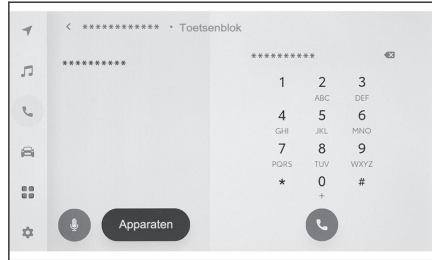 < ************ • Toetsenblok
**********
**********
1 2 3
ABC DEF
4 5 6
GHI JKL MNO
7 8 9
PQRS TUV WXYZ
* 0 #
+
Apparaten